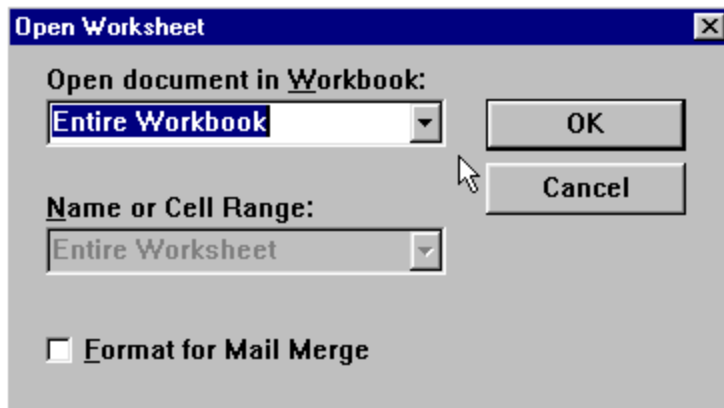 Open Worksheet
Open document in Workbook:
Entire Workbook
OK
Cancel
Name or Cell Range:
Entire Worksheet
Format for Mail Merge